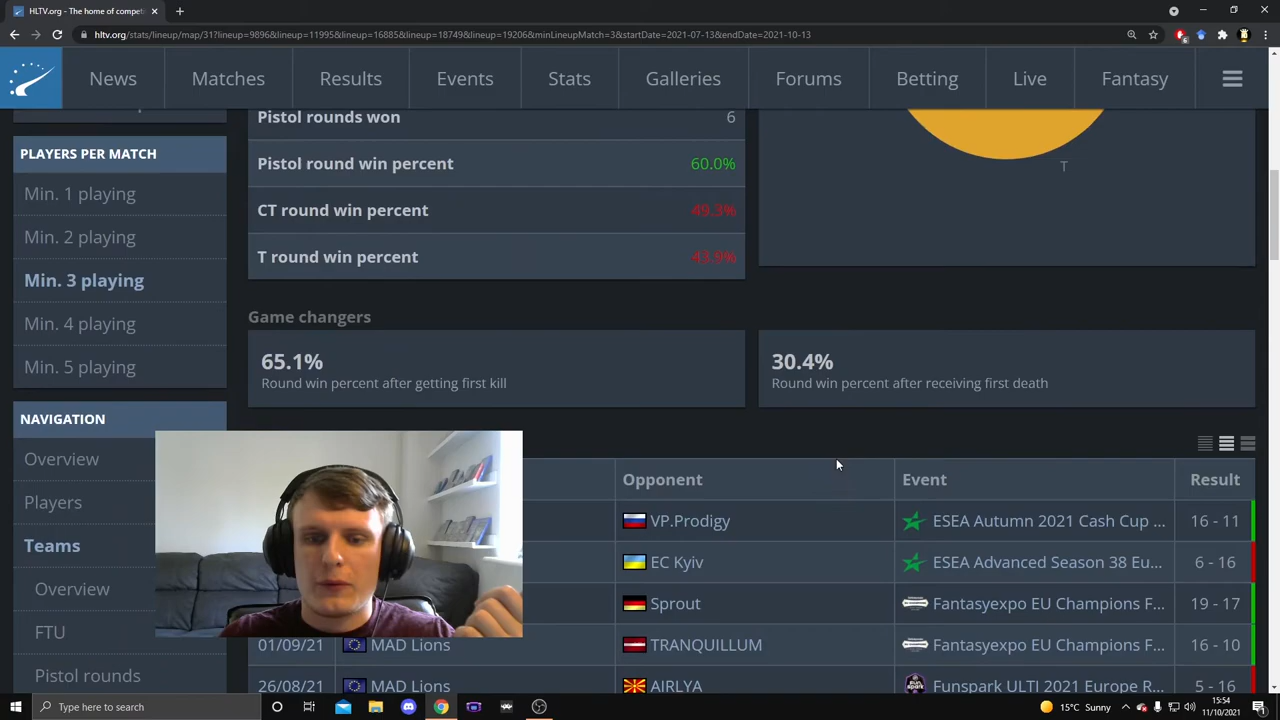 HLTV.org - The home of competi
hltv.org/stats/lineup/map/31?lineup=9896&lineup=11995&lineup=16885&lineup=18749&lineup=19206&minLineupMatch=3&startDate=2021-07-13&endDate=2021-10-13
News Matches Results Events Stats Galleries Forums Betting Live Fantasy
Pistol rounds won 6
PLAYERS PER MATCH
Pistol round win percent 60.0%
T
Min. 1 playing
CT round win percent 49.3%
Min. 2 playing
T round win percent 43.9%
Min. 3 playing
Game changers
Min. 4 playing
65.1% 30.4%
Min. 5 playing
Round win percent after getting first kill Round win percent after receiving first death
NAVIGATION
Overview
Opponent Event Result
Players
VP.Prodigy ESEA Autumn 2021 Cash Cup ... 16 - 11
Teams
EC Kyiv ESEA Advanced Season 38 Eu... 6 - 16
Overview
Sprout Fantasyexpo EU Champions F... 19 - 17
FTU
01/09/21 MAD Lions TRANQUILLUM Fantasyexpo EU Champions F... 16 - 10
Pistol rounds
26/08/21 MAD Lions AIRLYA Funspark ULTI 2021 Europe R... 5 - 16
Type here to search
15°C Sunny
15:54
11/10/2021